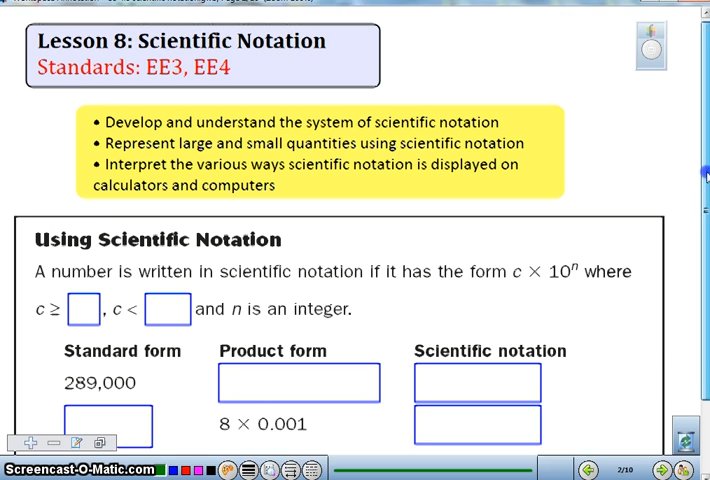 Lesson 8: Scientific Notation
Standards: EE3, EE4
• Develop and understand the system of scientific notation
• Represent large and small quantities using scientific notation
• Interpret the various ways scientific notation is displayed on
calculators and computers
Using Scientific Notation
A number is written in scientific notation if it has the form c × 10ⁿ where
c ≥ , c < and n is an integer.
Standard form Product form Scientific notation
289,000
8 × 0.001
Screencast-O-Matic.com 2/10